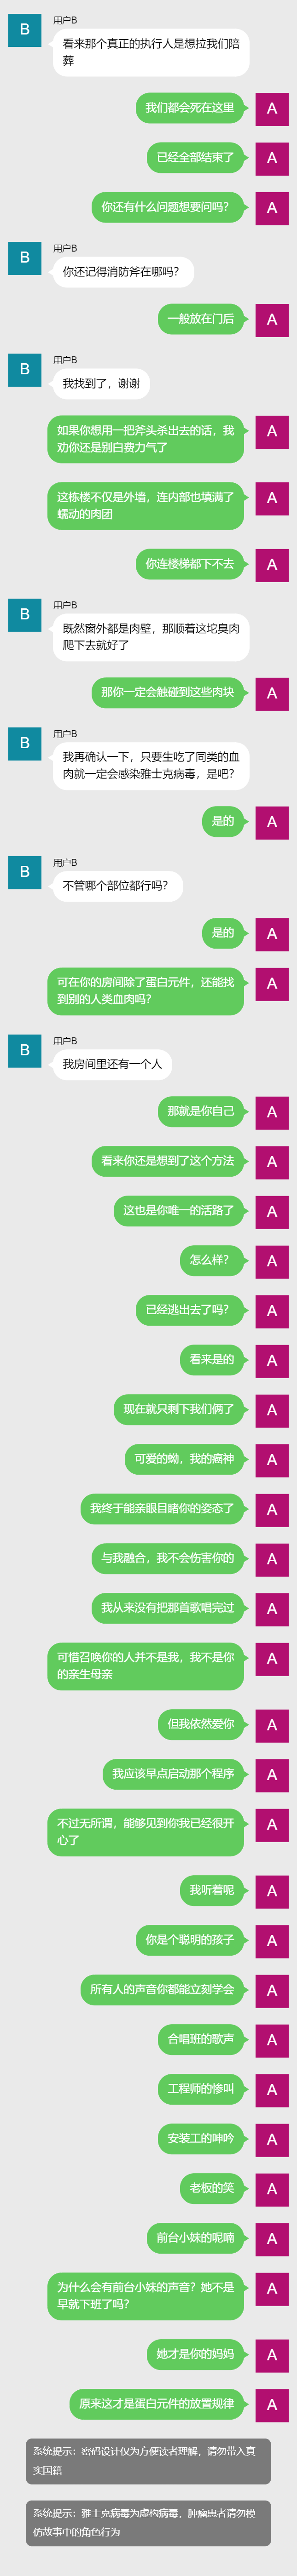 用户B
B
看来那个真正的执行人是想拉我们陪
葬
我们都会死在这里
A
已经全部结束了
A
你还有什么问题想要问吗?
A
用户B
B
你还记得消防斧在哪吗?
一般放在门后
A
用户B
B
我找到了，谢谢
如果你想用一把斧头杀出去的话，我
劝你还是别白费力气了
A
这栋楼不仅是外墙，连内部也填满了
蠕动的肉团
A
你连楼梯都下不去
A
用户B
B
既然窗外都是肉壁，那顺着这坨臭肉
爬下去就好了
那你一定会触碰到这些肉块
A
用户B
B
我再确认一下，只要生吃了同类的血
肉就一定会感染雅士克病毒，是吧?
是的
A
用户B
B
不管哪个部位都行吗?
是的
A
可在你的房间除了蛋白元件，还能找
到别的人类血肉吗?
A
用户B
B
我房间里还有一个人
那就是你自己
A
看来你还是想到了这个方法
A
这也是你唯一的活路了
A
怎么样?
A
已经逃出去了吗?
A
看来是的
A
现在就只剩下我们俩了
A
可爱的蚴，我的癌神
A
我终于能亲眼目睹你的姿态了
A
与我融合，我不会伤害你的
A
我从来没有把那首歌唱完过
A
可惜召唤你的人并不是我，我不是你
的亲生母亲
A
但我依然爱你
A
我应该早点启动那个程序
A
不过无所谓，能够见到你我已经很开
心了
A
我听着呢
A
你是个聪明的孩子
A
所有人的声音你都能立刻学会
A
合唱班的歌声
A
工程师的惨叫
A
安装工的呻吟
A
老板的笑
A
前台小妹的呢喃
A
为什么会有前台小妹的声音？她不是
早就下班了吗?
A
她才是你的妈妈
A
原来这才是蛋白元件的放置规律
A
系统提示：密码设计仅为方便读者理解，请勿带入真
实国籍
系统提示：雅士克病毒为虚构病毒，肿瘤患者请勿模
仿故事中的角色行为